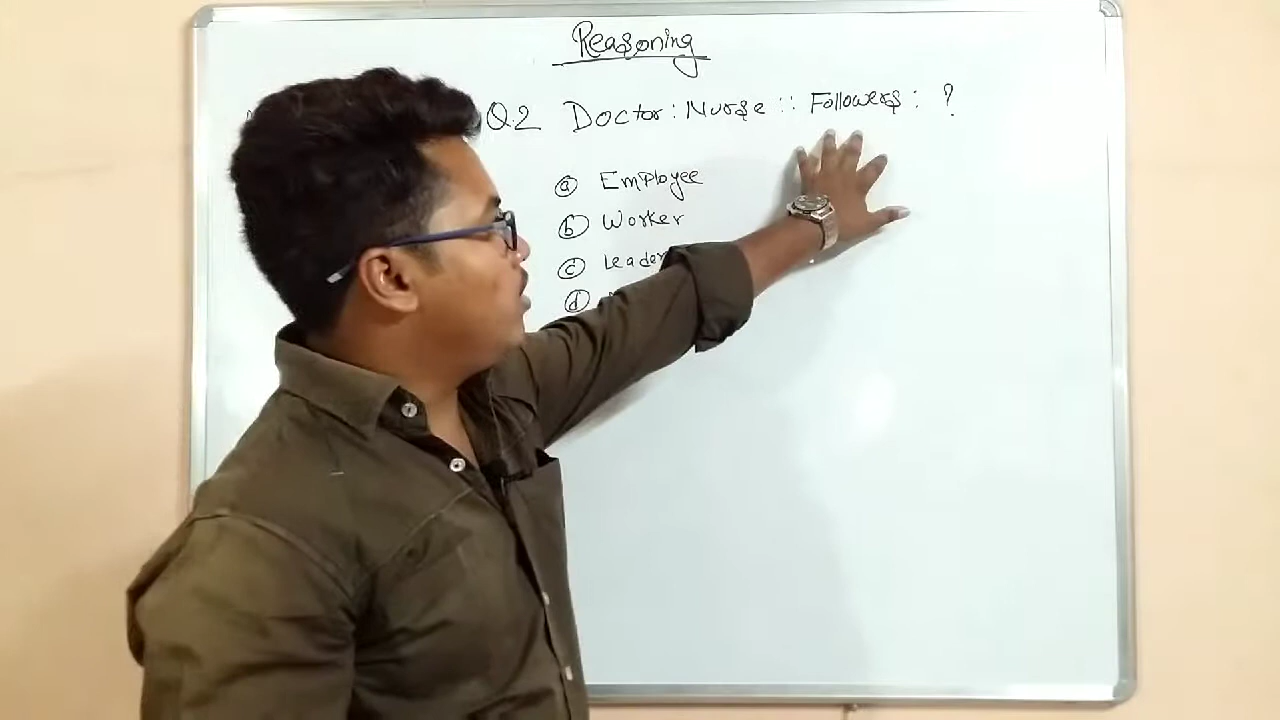 Reasoning
Q.2 Doctor : Nurse :: Followers : ?
ⓐ Employee
ⓑ Worker
ⓒ Leader
ⓓ